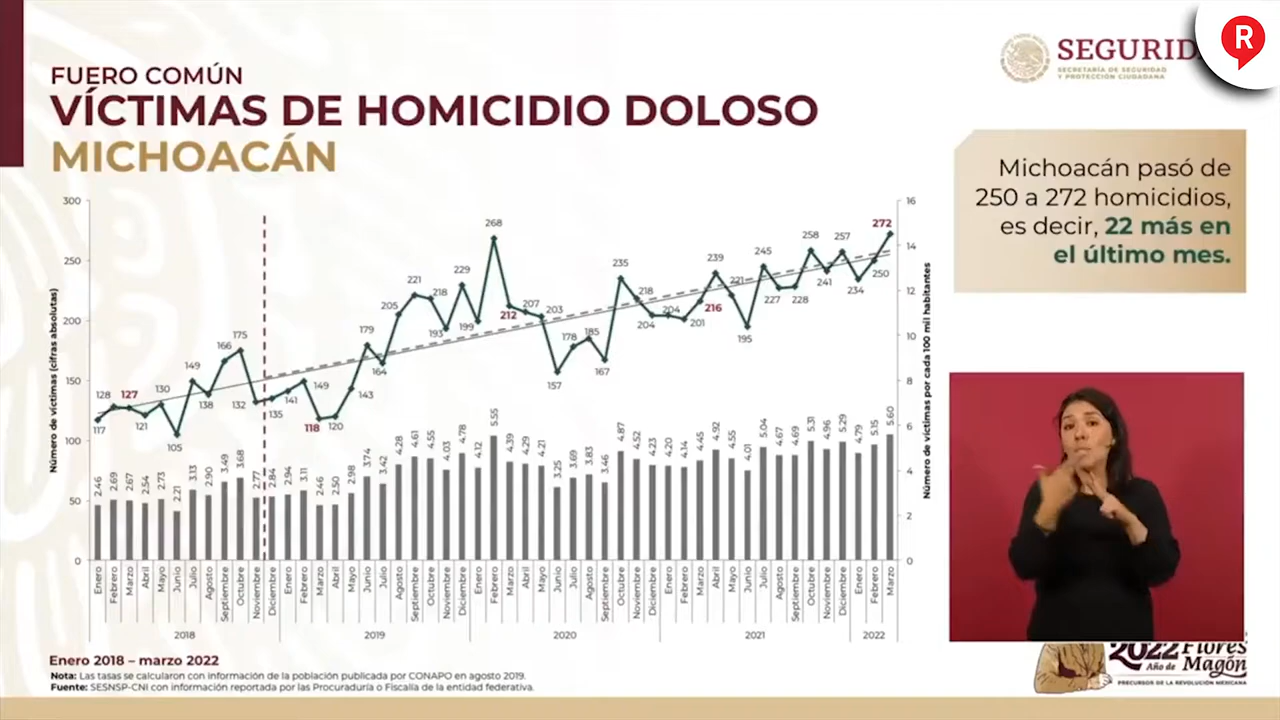 R
SEGURID
SECRETARÍA DE SEGURIDAD
Y PROTECCIÓN CIUDADANA
FUERO COMÚN
VÍCTIMAS DE HOMICIDIO DOLOSO
MICHOACÁN
Michoacán pasó de
250 a 272 homicidios,
es decir, 22 más en
el último mes.
Número de víctimas (cifras absolutas)
300
250
200
150
100
50
0
117 128 127 121 130 105 149 138 166 175 132 135
141 149 118 120 143 179 164 205 221 218 193 229
199 268 212 207 203 157 178 185 167 235 218 204
204 201 216 239 221 195 245 227 228 258 241 257
234 250 272
2.46 2.69 2.67 2.54 2.73 2.21 3.13 2.90 3.49 3.68 2.77 2.84
2.94 3.11 2.46 2.50 2.98 3.74 3.42 4.28 4.61 4.55 4.03 4.78
4.12 5.55 4.39 4.29 4.21 3.25 3.69 3.83 3.46 4.87 4.52 4.23
4.20 4.14 4.45 4.92 4.55 4.01 5.04 4.67 4.69 5.31 4.96 5.29
4.79 5.15 5.60
16
14
12
10
8
6
4
2
0
Número de víctimas por cada 100 mil habitantes
Enero Febrero Marzo Abril Mayo Junio Julio Agosto Septiembre Octubre Noviembre Diciembre
Enero Febrero Marzo Abril Mayo Junio Julio Agosto Septiembre Octubre Noviembre Diciembre
Enero Febrero Marzo Abril Mayo Junio Julio Agosto Septiembre Octubre Noviembre Diciembre
Enero Febrero Marzo Abril Mayo Junio Julio Agosto Septiembre Octubre Noviembre Diciembre
Enero Febrero Marzo
2018 2019 2020 2021 2022
Enero 2018 – marzo 2022
Nota: Las tasas se calcularon con información de la población publicada por CONAPO en agosto 2019.
Fuente: SESNSP-CNI con información reportada por las Procuraduría o Fiscalía de la entidad federativa.
2022 Flores
Año de Magón
PRECURSOR DE LA REVOLUCIÓN MEXICANA